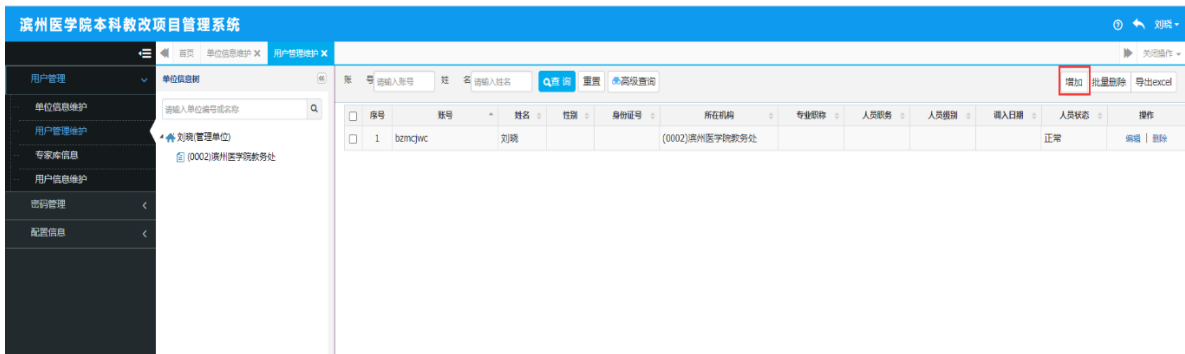 滨州医学院本科教改项目管理系统
刘晓
首页 单位信息维护 用户管理维护 关闭操作
用户管理
单位信息维护
用户管理维护
专家库信息
用户信息维护
密码管理
配置信息
单位信息树
请输入单位编号或名称
刘晓(管理单位)
(0002)滨州医学院教务处
账 号 请输入账号 姓 名 请输入姓名 查 询 重置 高级查询 增加 批量删除 导出excel
序号 账号 姓名 性别 身份证号 所在机构 专业职称 人员职务 人员级别 调入日期 人员状态 操作
1 bzmcjwc 刘晓 (0002)滨州医学院教务处 正常 编辑 | 删除